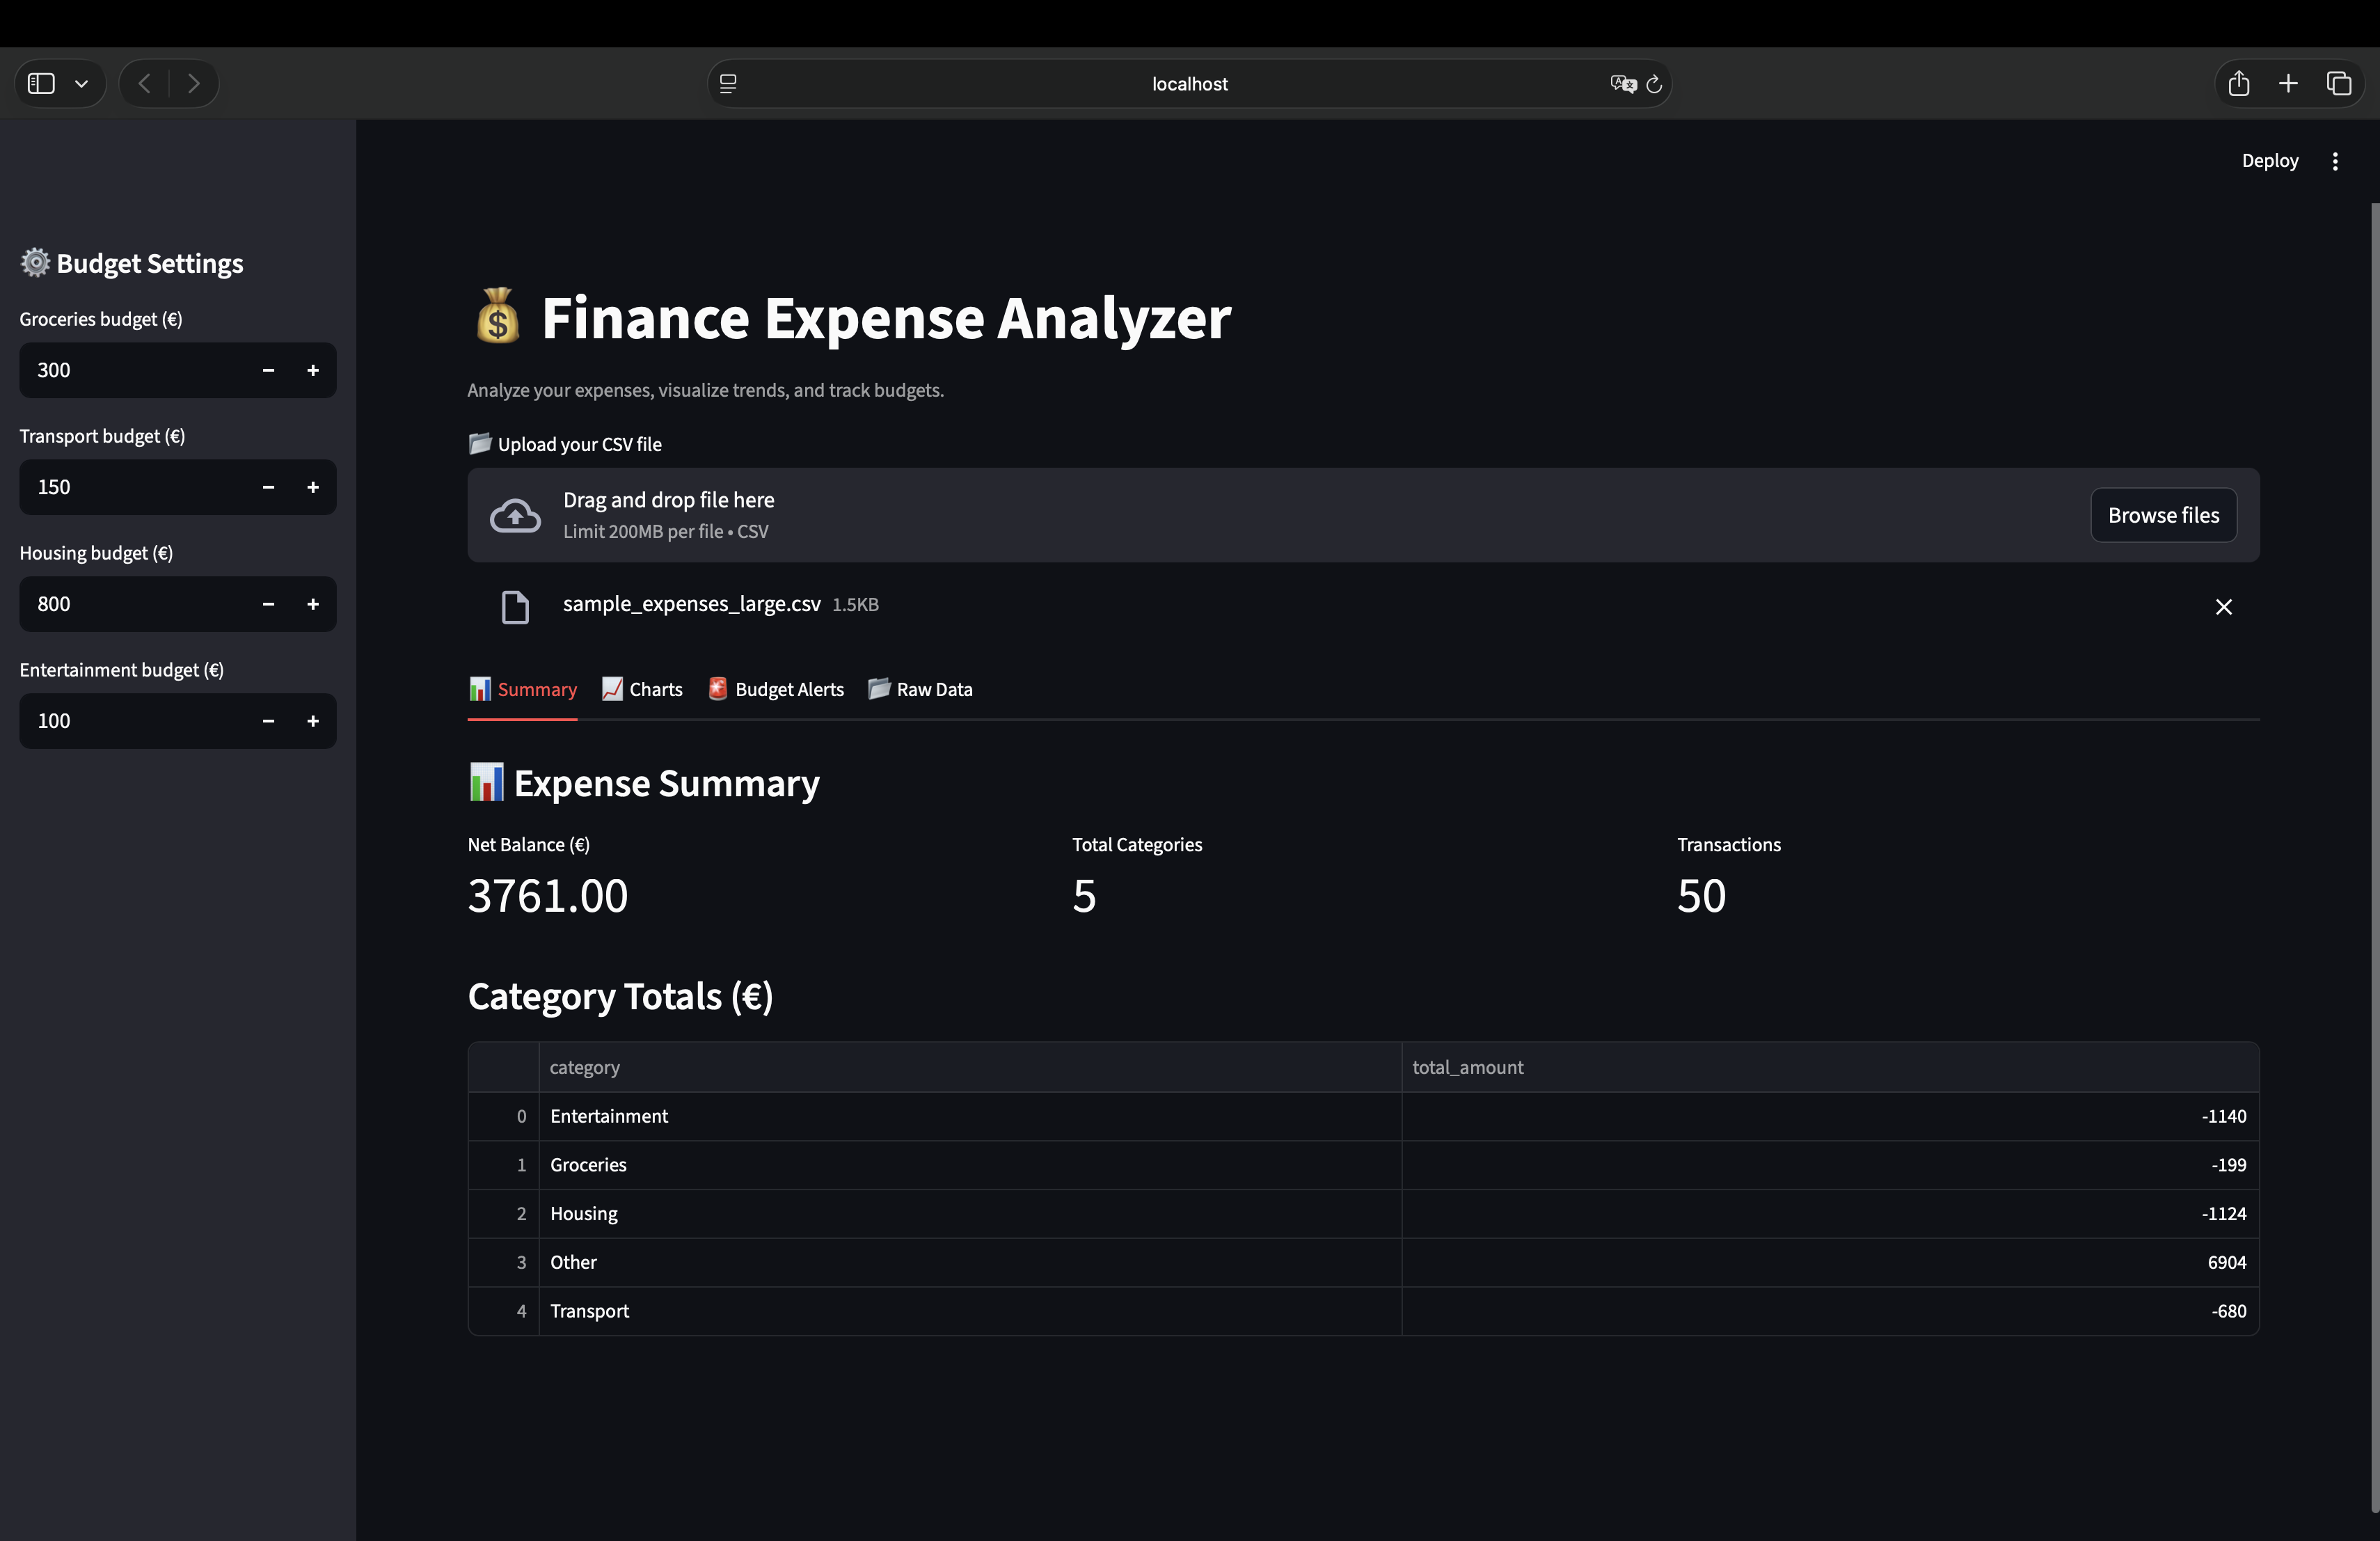 localhost
Deploy
⚙️ Budget Settings
Groceries budget (€)
300
Transport budget (€)
150
Housing budget (€)
800
Entertainment budget (€)
100
💰 Finance Expense Analyzer
Analyze your expenses, visualize trends, and track budgets.
📂 Upload your CSV file
Drag and drop file here
Limit 200MB per file • CSV
Browse files
sample_expenses_large.csv 1.5KB
📊 Summary 📈 Charts 🚨 Budget Alerts 📂 Raw Data
📊 Expense Summary
Net Balance (€) Total Categories Transactions
3761.00 5 50
Category Totals (€)
category total_amount
0 Entertainment -1140
1 Groceries -199
2 Housing -1124
3 Other 6904
4 Transport -680